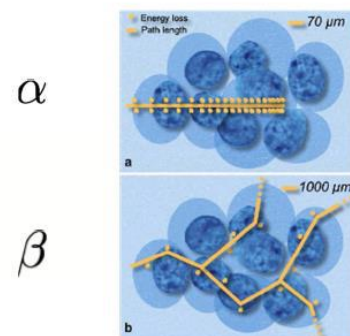 α
Energy loss
Path length
70 µm
a
β
1000 µm
b